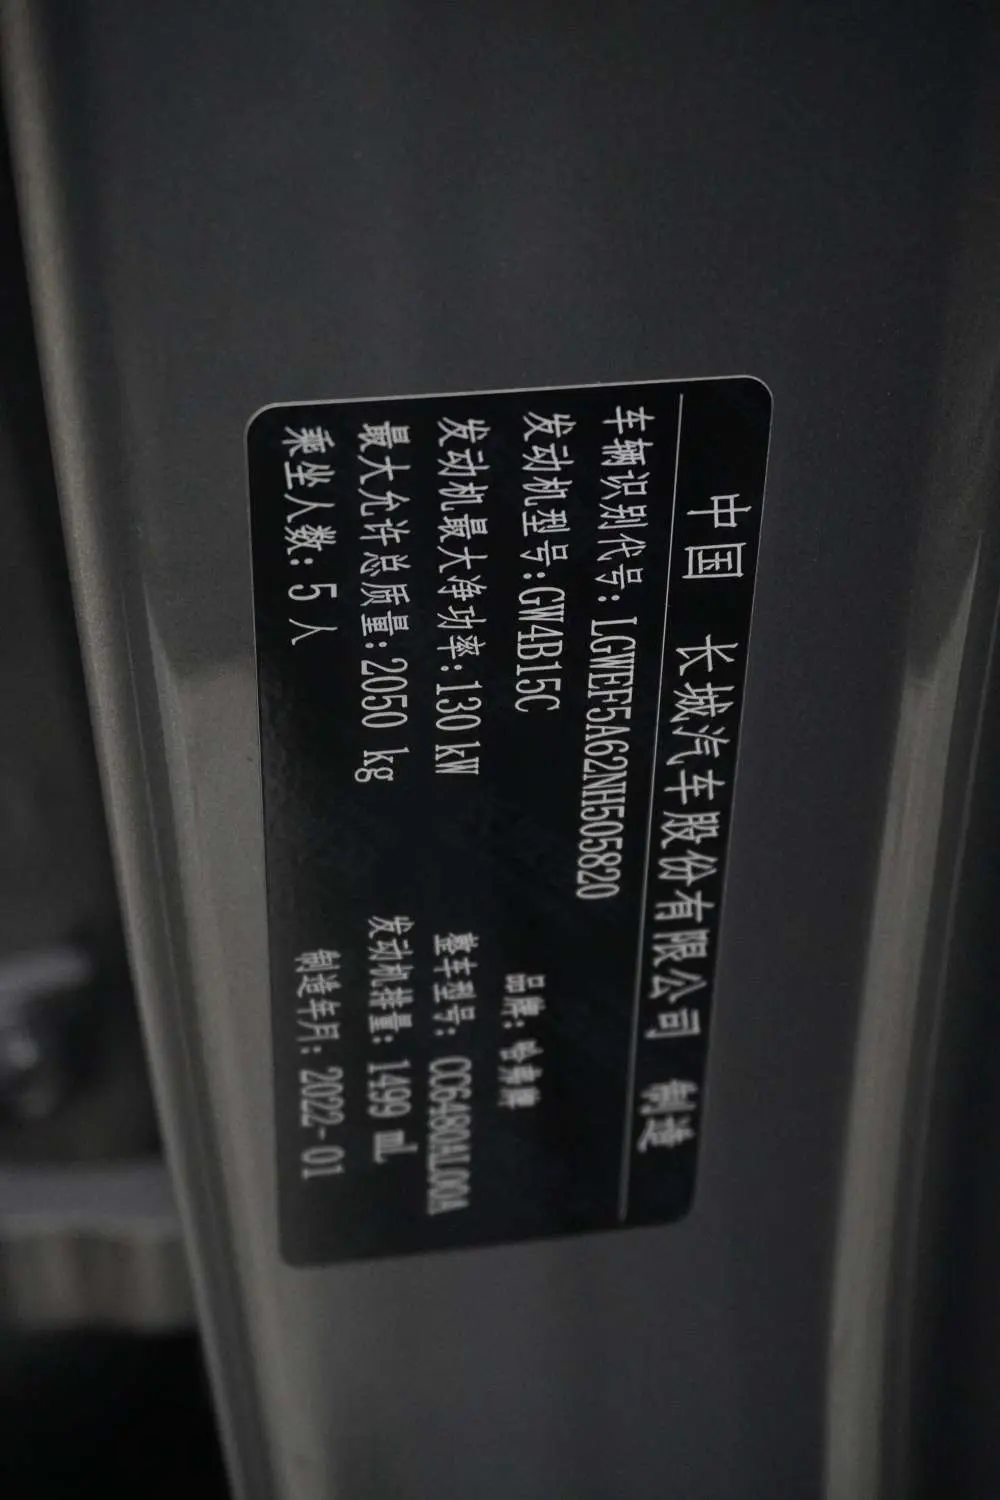 中国 长城汽车股份有限公司 制造
车辆识别代号: LGWEF5A62NH505820
发动机型号:GW4B15C
品牌: 哈弗牌
发动机最大净功率:130kW
整车型号: CC6480AL00A
最大允许总质量:2050 kg
发动机排量: 1499 mL
乘坐人数: 5 人
制造年月: 2022-01